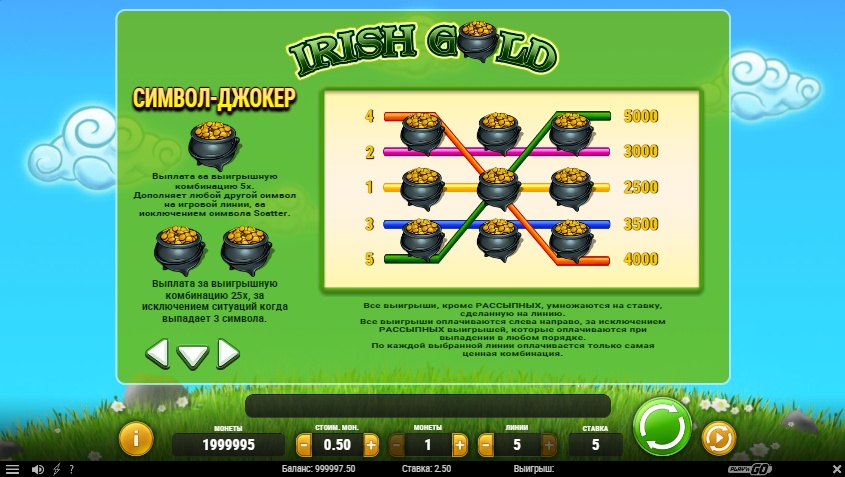 IRISH GOLD
СИМВОЛ-ДЖОКЕР
Выплата за выигрышную
комбинацию 5х.
Дополняет любой другой символ
на игровой линии, за
исключением символа Scatter.
Выплата за выигрышную
комбинацию 25х, за
исключением ситуаций когда
выпадает 3 символа.
4 5000
2 3000
1 2500
3 3500
5 4000
Все выигрыши, кроме РАССЫПНЫХ, умножаются на ставку,
сделанную на линию.
Все выигрыши оплачиваются слева направо, за исключением
РАССЫПНЫХ выигрышей, которые оплачиваются при
выпадении в любом порядке.
По каждой выбранной линии оплачивается только самая
ценная комбинация.
i
МОНЕТЫ СТОИМ. МОН. МОНЕТЫ ЛИНИИ СТАВКА
1999995 - 0.50 + - 1 + - 5 + 5
? Баланс: 999997.50 Ставка: 2.50 Выигрыш: PLAY'N GO